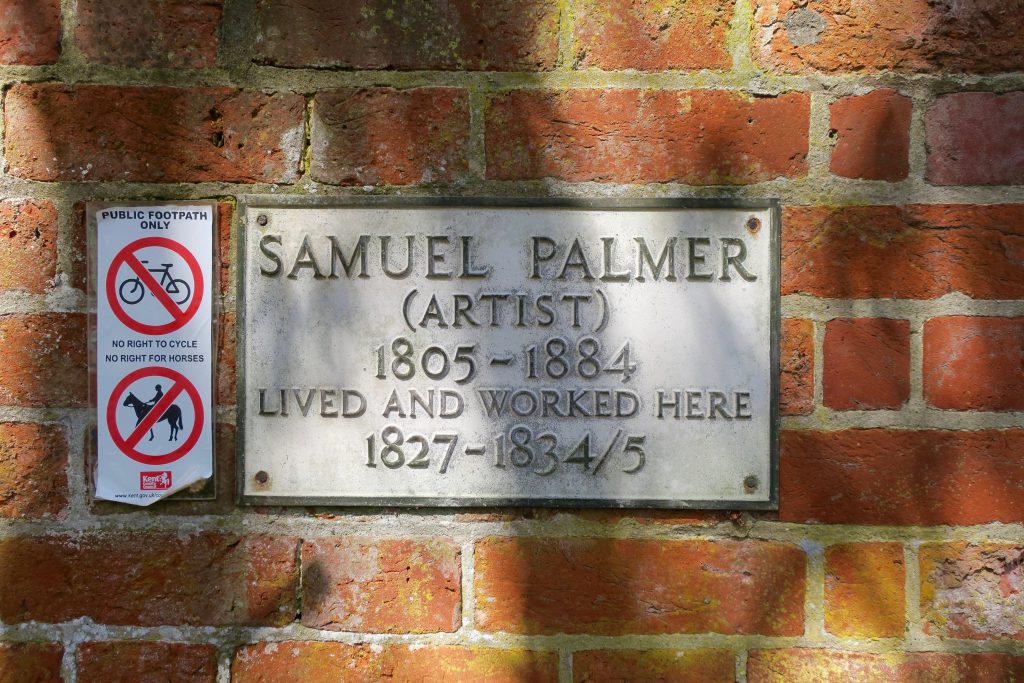 PUBLIC FOOTPATH
ONLY
NO RIGHT TO CYCLE
NO RIGHT FOR HORSES
Kent
SAMUEL PALMER
(ARTIST)
1805-1884
LIVED AND WORKED HERE
1827-1834/5